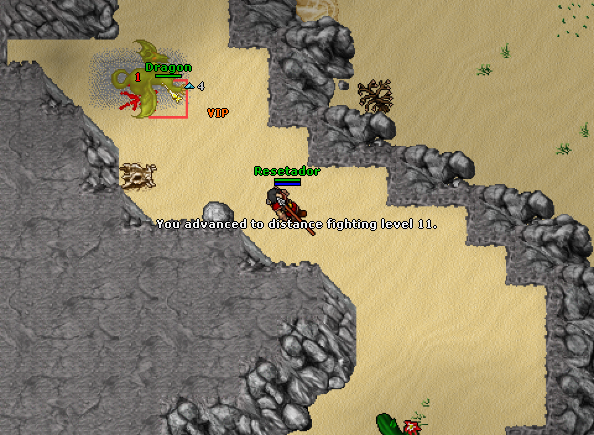 Dragon
1
4
VIP
Resetador
You advanced to distance fighting level 11.